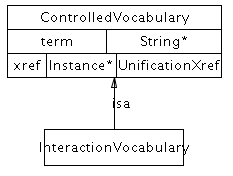 ControlledVocabulary
term String*
xref Instance* UnificationXref
isa
InteractionVocabulary